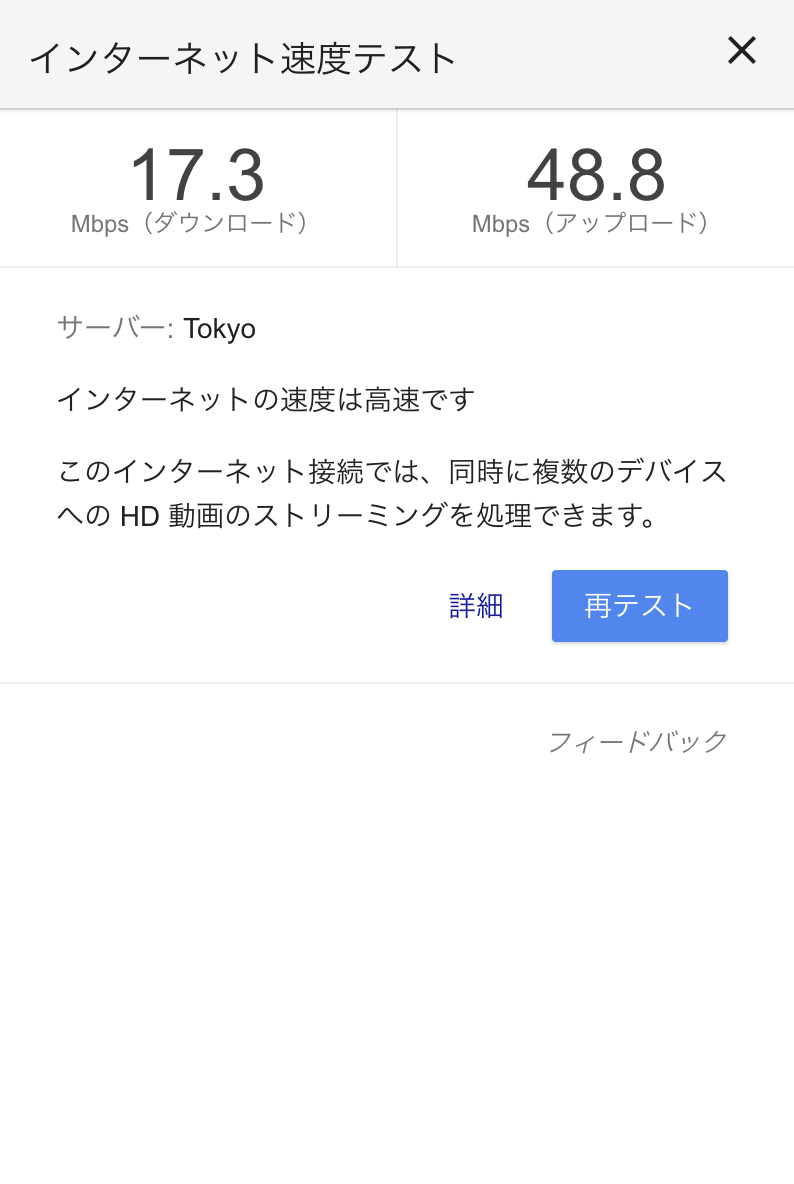 インターネット速度テスト
17.3
Mbps（ダウンロード）
48.8
Mbps（アップロード）
サーバー: Tokyo
インターネットの速度は高速です
このインターネット接続では、同時に複数のデバイス
への HD 動画のストリーミングを処理できます。
詳細
再テスト
フィードバック